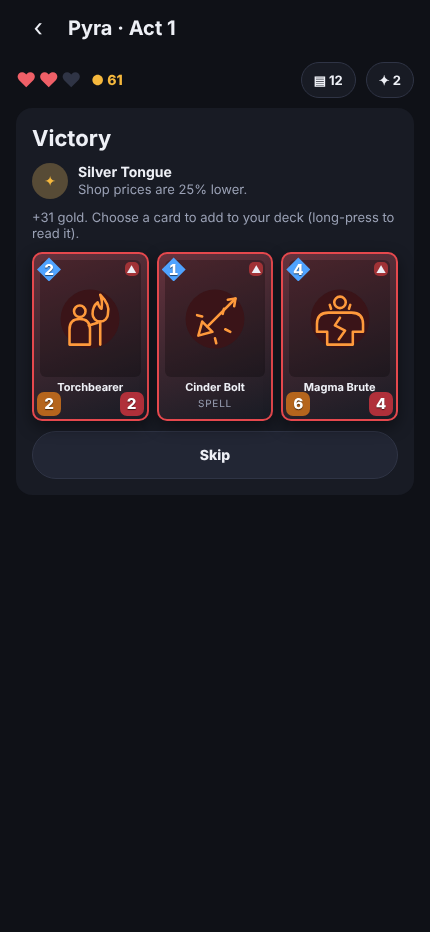 Pyra · Act 1
61
12
2
Victory
Silver Tongue
Shop prices are 25% lower.
+31 gold. Choose a card to add to your deck (long-press to
read it).
2
Torchbearer
2
2
1
Cinder Bolt
SPELL
4
Magma Brute
6
4
Skip